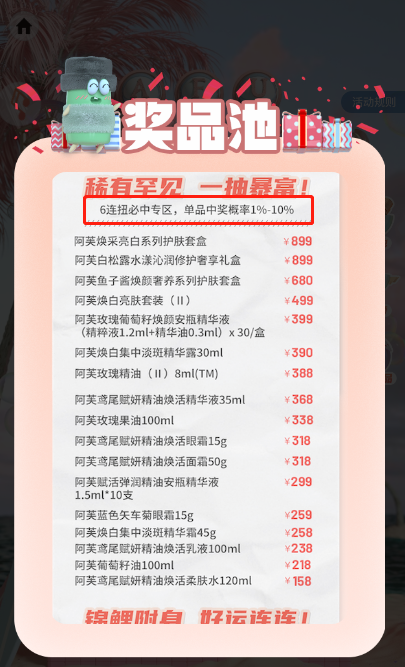 活动规则
奖品池
稀有罕见 一抽暴富!
6连扭必中专区，单品中奖概率1%-10%
阿芙焕采亮白系列护肤套盒 ¥899
阿芙白松露水漾沁润修护奢享礼盒 ¥899
阿芙鱼子酱焕颜奢养系列护肤套盒 ¥680
阿芙焕白亮肤套装（II） ¥499
阿芙玫瑰葡萄籽焕颜安瓶精华液 ¥399
（精粹液1.2ml+精华油0.3ml）x 30/盒
阿芙焕白集中淡斑精华露30ml ¥390
阿芙玫瑰精油（II）8ml(TM) ¥388
阿芙鸢尾赋妍精油焕活精华液35ml ¥368
阿芙玫瑰果油100ml ¥338
阿芙鸢尾赋妍精油焕活眼霜15g ¥318
阿芙鸢尾赋妍精油焕活面霜50g ¥318
阿芙赋活弹润精油安瓶精华液 ¥299
1.5ml*10支
阿芙蓝色矢车菊眼霜15g ¥259
阿芙焕白集中淡斑精华霜45g ¥258
阿芙鸢尾赋妍精油焕活乳液100ml ¥238
阿芙葡萄籽油100ml ¥218
阿芙鸢尾赋妍精油焕活柔肤水120ml ¥158
锦鲤附身 好运连连!